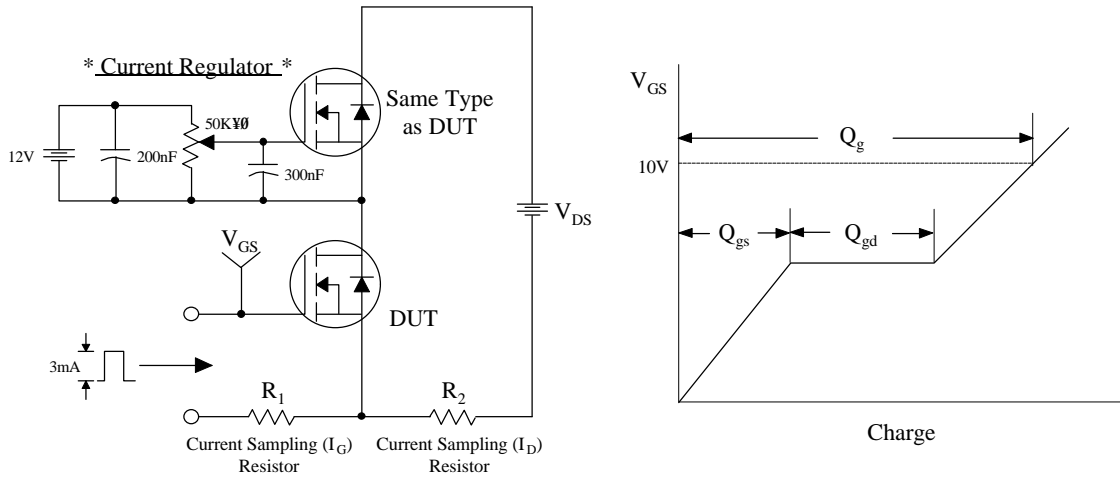 * Current Regulator *
50K¥Ø
12V
200nF
300nF
Same Type
as DUT
V_DS
V_GS
DUT
3mA
R_1
R_2
Current Sampling (I_G)
Resistor
Current Sampling (I_D)
Resistor
V_GS
Q_g
10V
Q_gs
Q_gd
Charge